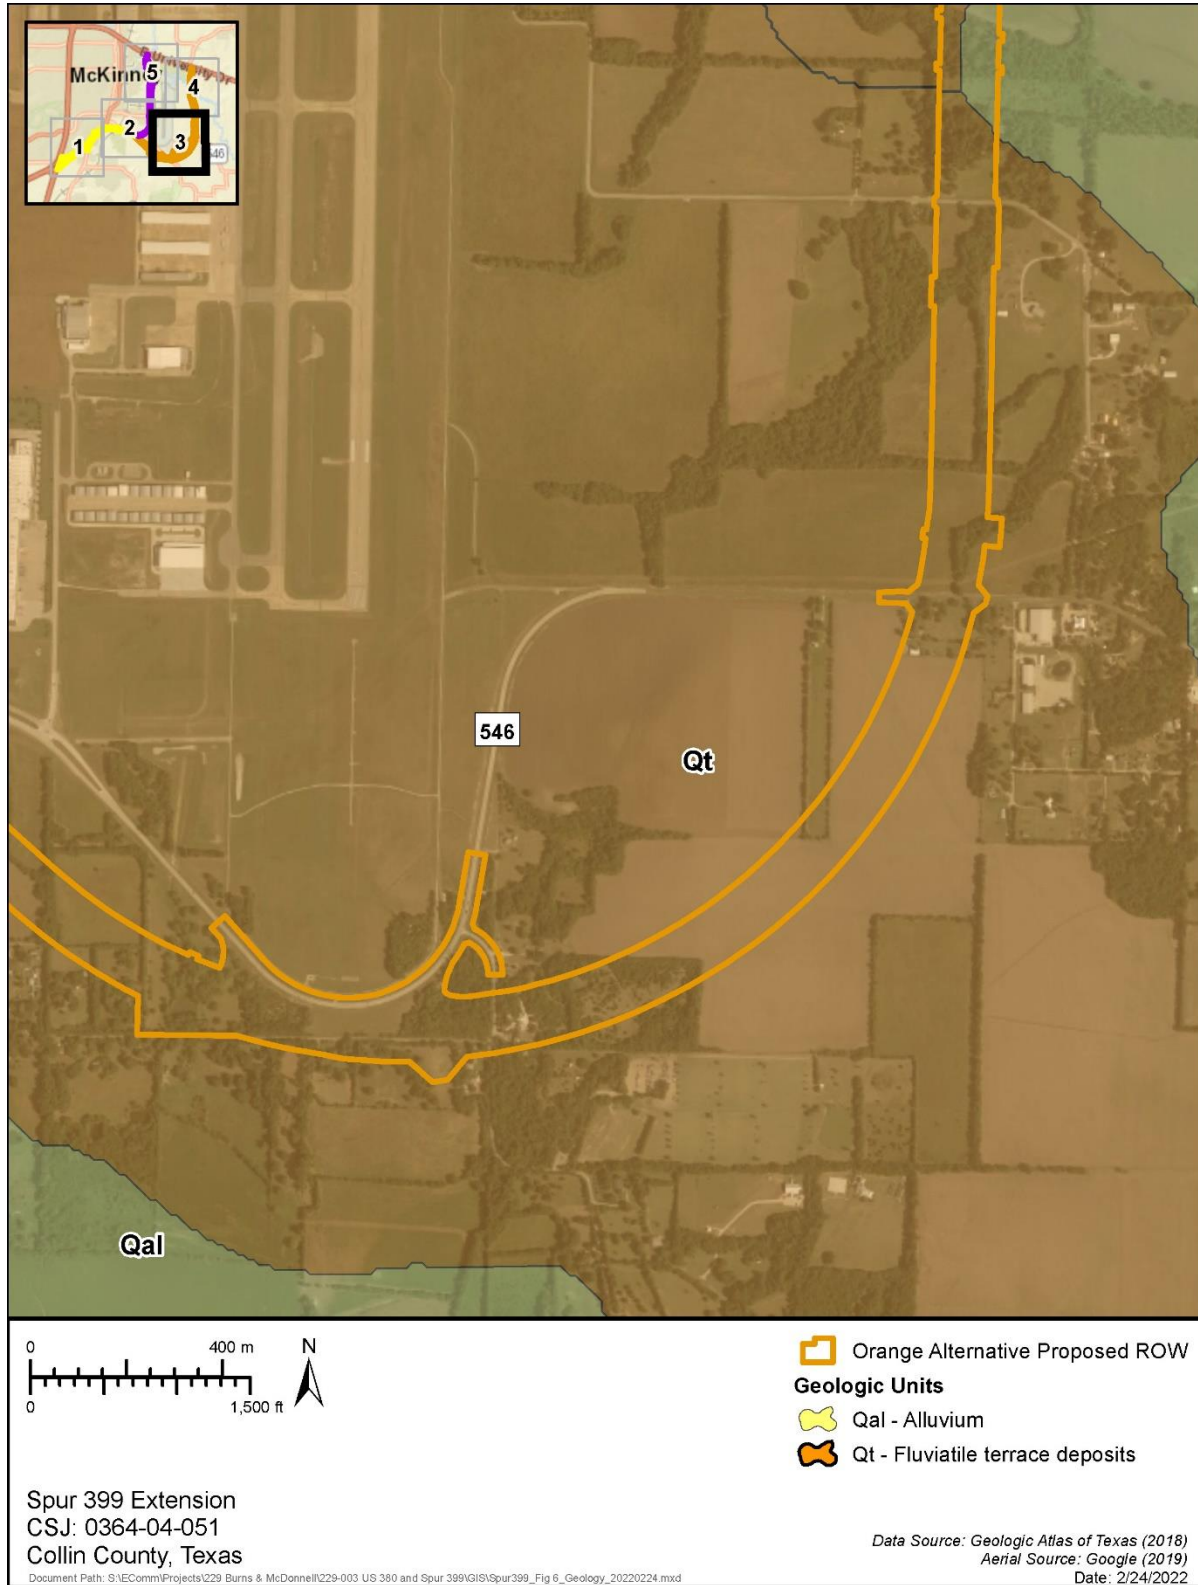 McKinn
E University Dr
5
4
2
3
1
546
546
Qt
Qal
0 400 m
0 1,500 ft
N
Orange Alternative Proposed ROW
Geologic Units
Qal - Alluvium
Qt - Fluviatile terrace deposits
Spur 399 Extension
CSJ: 0364-04-051
Collin County, Texas
Data Source: Geologic Atlas of Texas (2018)
Aerial Source: Google (2019)
Date: 2/24/2022
Document Path: S:\EComm\Projects\229 Burns & McDonnell\229-003 US 380 and Spur 399\GIS\Spur399_Fig 6_Geology_20220224.mxd